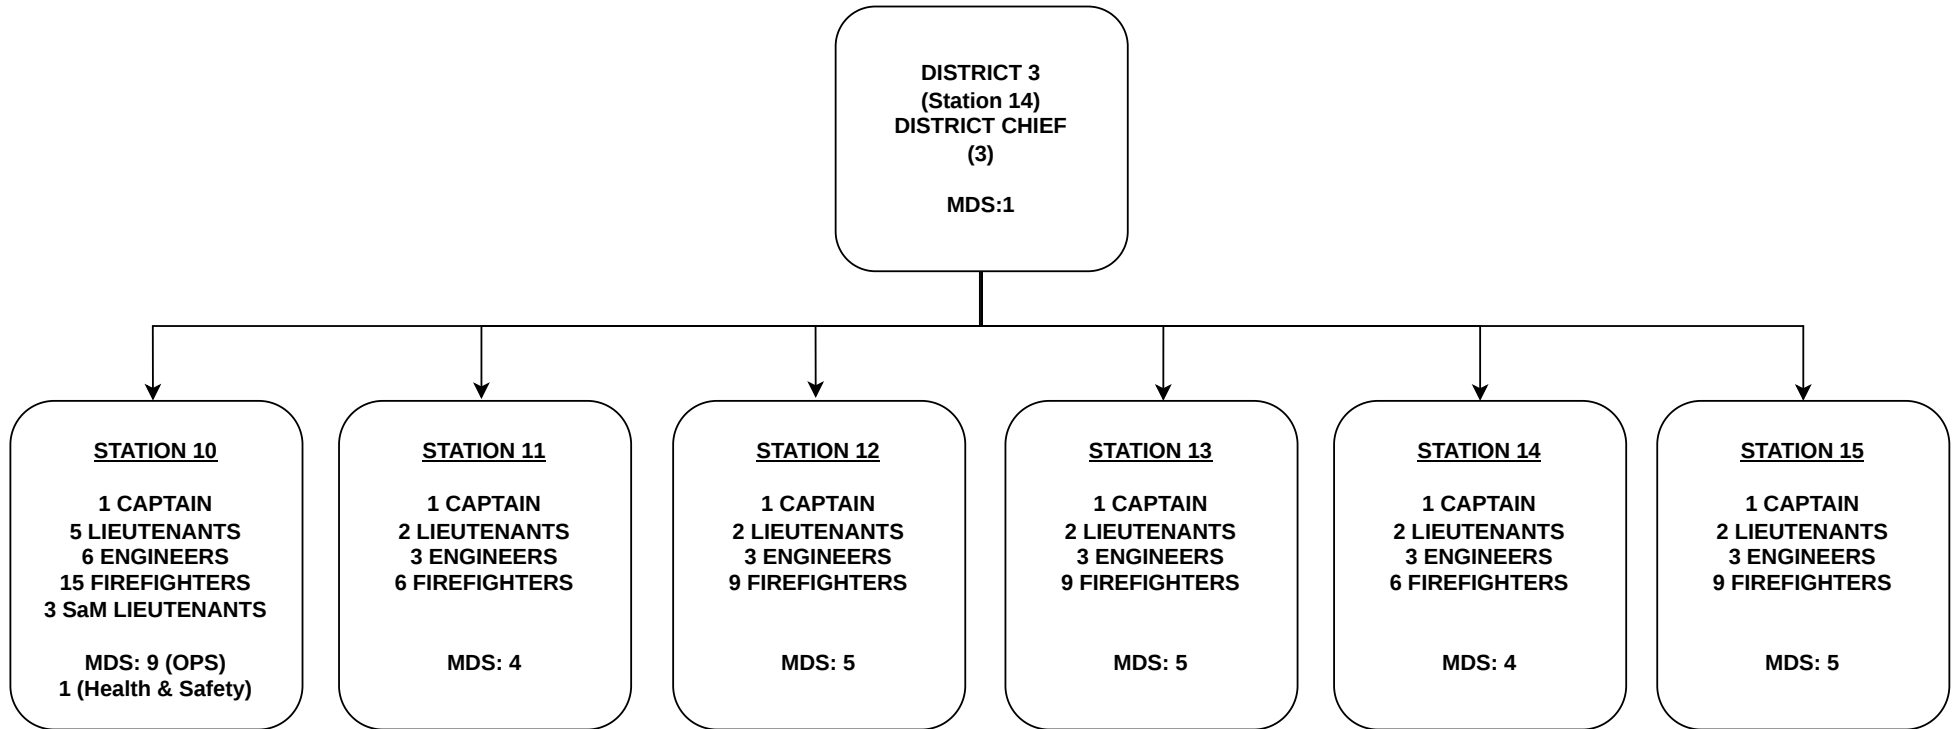 DISTRICT 3
(Station 14)
DISTRICT CHIEF
(3)
MDS:1
STATION 10
1 CAPTAIN
5 LIEUTENANTS
6 ENGINEERS
15 FIREFIGHTERS
3 SaM LIEUTENANTS
MDS: 9 (OPS)
1 (Health & Safety)
STATION 11
1 CAPTAIN
2 LIEUTENANTS
3 ENGINEERS
6 FIREFIGHTERS
MDS: 4
STATION 12
1 CAPTAIN
2 LIEUTENANTS
3 ENGINEERS
9 FIREFIGHTERS
MDS: 5
STATION 13
1 CAPTAIN
2 LIEUTENANTS
3 ENGINEERS
9 FIREFIGHTERS
MDS: 5
STATION 14
1 CAPTAIN
2 LIEUTENANTS
3 ENGINEERS
6 FIREFIGHTERS
MDS: 4
STATION 15
1 CAPTAIN
2 LIEUTENANTS
3 ENGINEERS
9 FIREFIGHTERS
MDS: 5